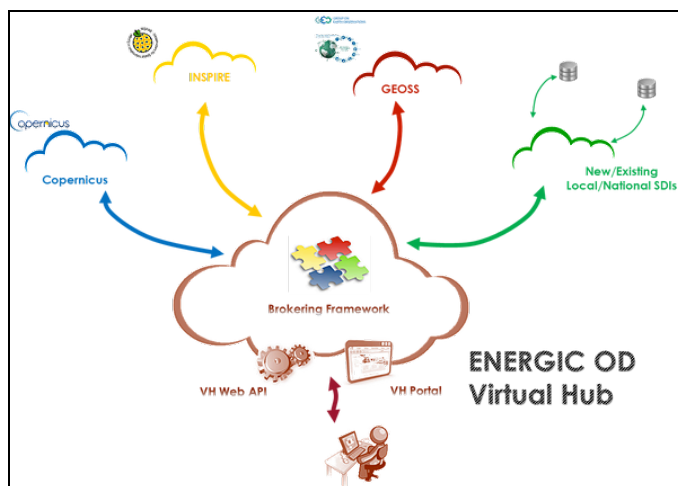 INSPIRE
GEOSS
opernicus
Copernicus
New/Existing
Local/National SDIs
Brokering Framework
VH Web API
VH Portal
ENERGIC OD
Virtual Hub